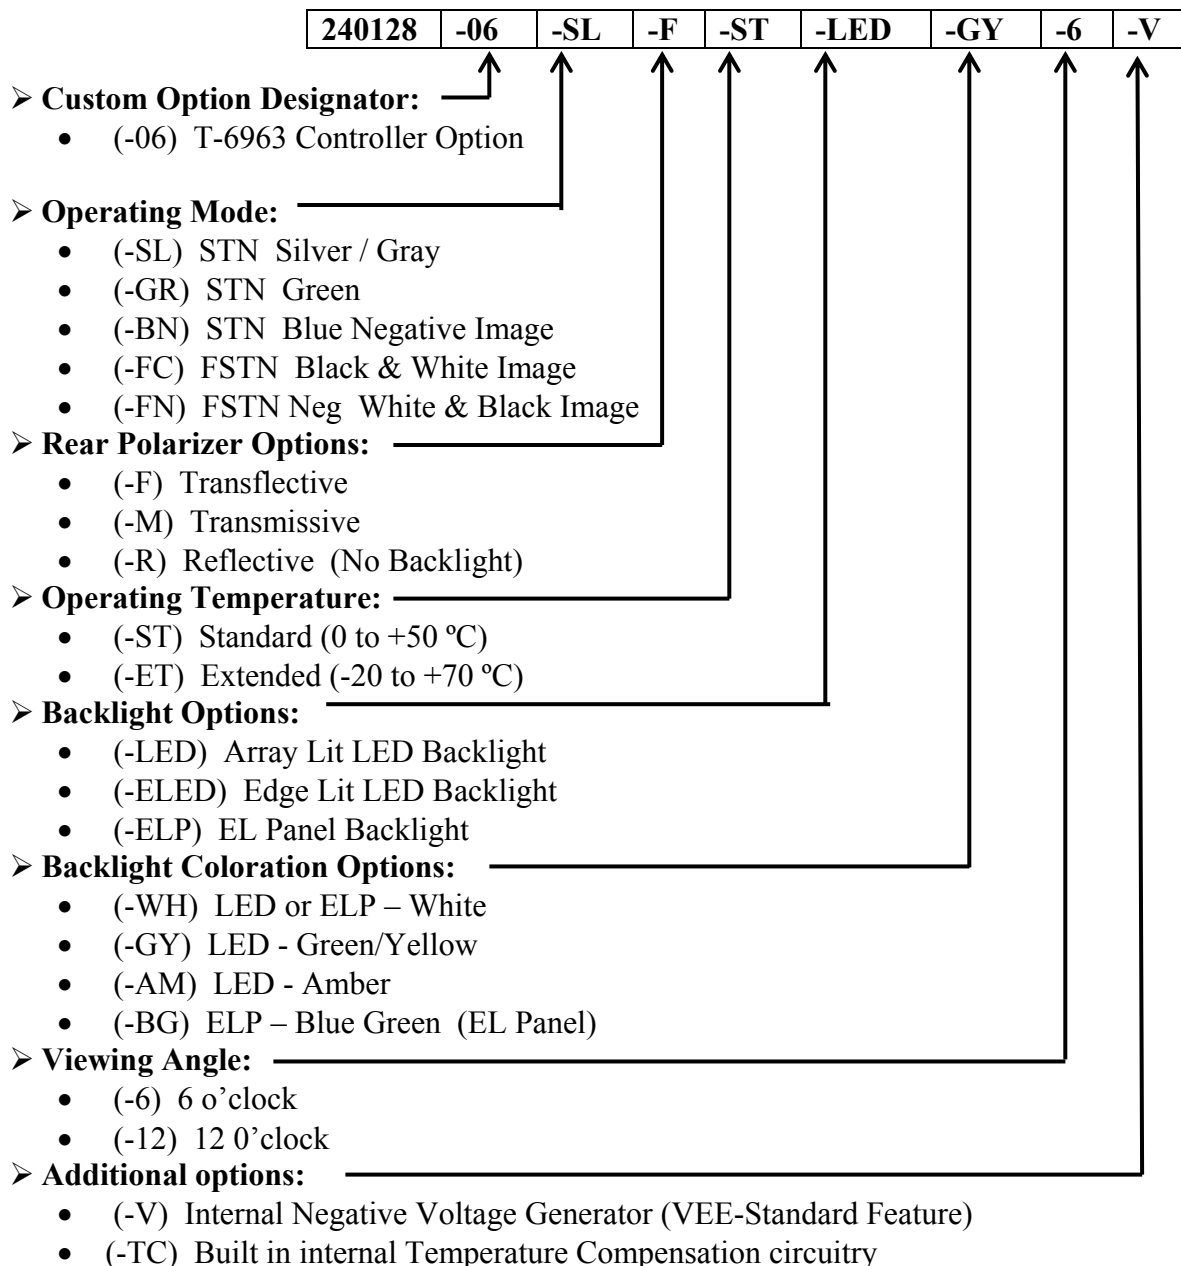 240128 -06 -SL -F -ST -LED -GY -6 -V
➢ Custom Option Designator:
• (-06) T-6963 Controller Option
➢ Operating Mode:
• (-SL) STN Silver / Gray
• (-GR) STN Green
• (-BN) STN Blue Negative Image
• (-FC) FSTN Black & White Image
• (-FN) FSTN Neg White & Black Image
➢ Rear Polarizer Options:
• (-F) Transflective
• (-M) Transmissive
• (-R) Reflective (No Backlight)
➢ Operating Temperature:
• (-ST) Standard (0 to +50 ºC)
• (-ET) Extended (-20 to +70 ºC)
➢ Backlight Options:
• (-LED) Array Lit LED Backlight
• (-ELED) Edge Lit LED Backlight
• (-ELP) EL Panel Backlight
➢ Backlight Coloration Options:
• (-WH) LED or ELP – White
• (-GY) LED - Green/Yellow
• (-AM) LED - Amber
• (-BG) ELP – Blue Green (EL Panel)
➢ Viewing Angle:
• (-6) 6 o’clock
• (-12) 12 0’clock
➢ Additional options:
• (-V) Internal Negative Voltage Generator (VEE-Standard Feature)
• (-TC) Built in internal Temperature Compensation circuitry